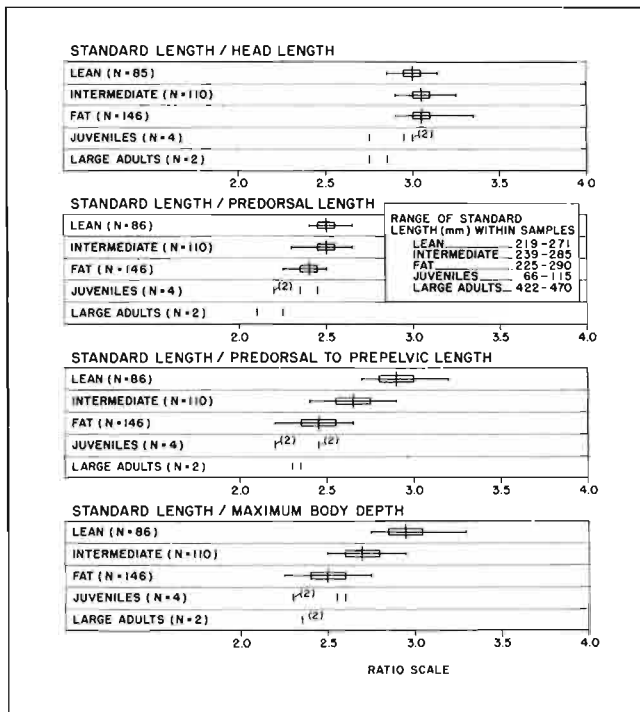 STANDARD LENGTH / HEAD LENGTH
LEAN (N=85)
INTERMEDIATE (N=110)
FAT (N=146)
JUVENILES (N=4) (2)
LARGE ADULTS (N=2)
2.0 2.5 3.0 3.5 4.0
STANDARD LENGTH / PREDORSAL LENGTH
LEAN (N=86)
INTERMEDIATE (N=110)
FAT (N=146)
JUVENILES (N=4) (2)
LARGE ADULTS (N=2)
RANGE OF STANDARD
LENGTH (mm) WITHIN SAMPLES
LEAN 219-271
INTERMEDIATE 239-285
FAT 225-290
JUVENILES 66-115
LARGE ADULTS 422-470
2.0 2.5 3.0 3.5 4.0
STANDARD LENGTH / PREDORSAL TO PREPELVIC LENGTH
LEAN (N=86)
INTERMEDIATE (N=110)
FAT (N=146)
JUVENILES (N=4) (2) (2)
LARGE ADULTS (N=2)
2.0 2.5 3.0 3.5 4.0
STANDARD LENGTH / MAXIMUM BODY DEPTH
LEAN (N=86)
INTERMEDIATE (N=110)
FAT (N=146)
JUVENILES (N=4) (2)
LARGE ADULTS (N=2) (2)
2.0 2.5 3.0 3.5 4.0
RATIO SCALE